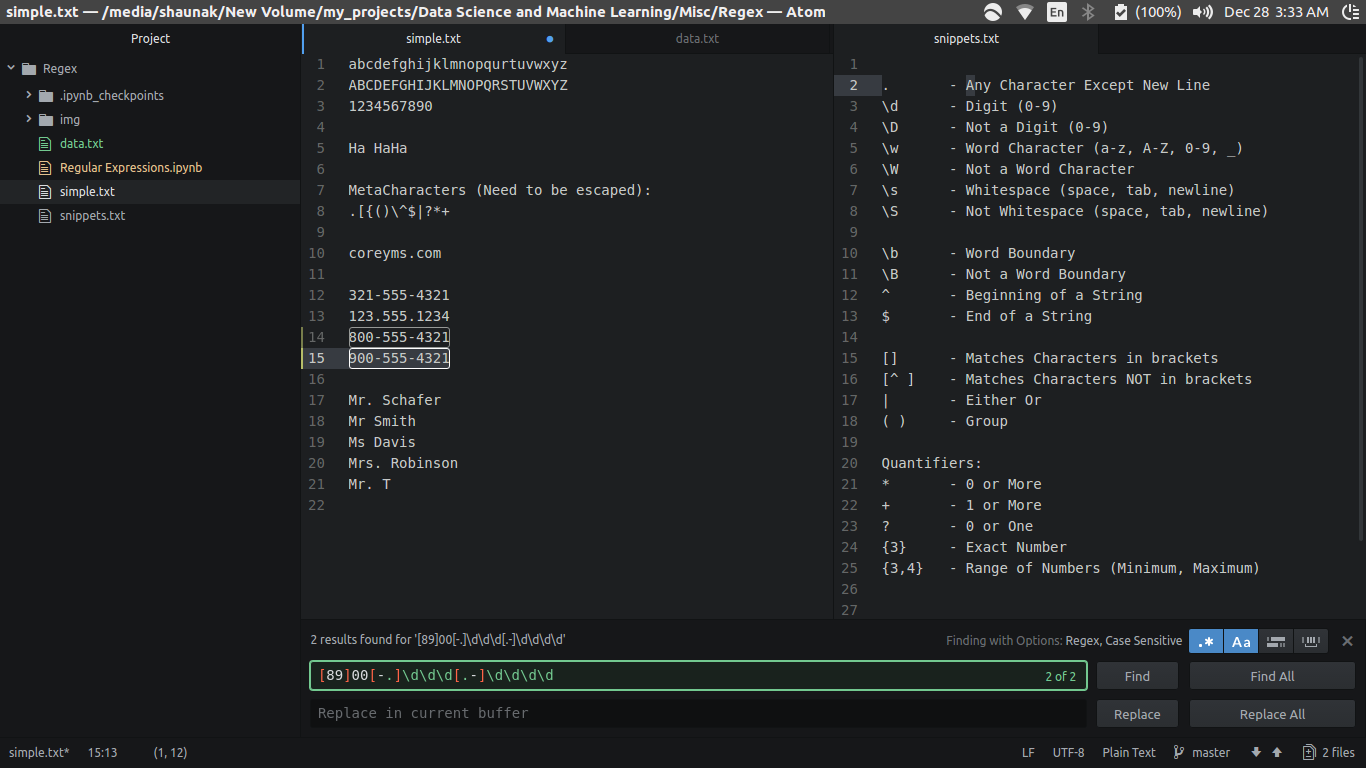 simple.txt — /media/shaunak/New Volume/my_projects/Data Science and Machine Learning/Misc/Regex — Atom
En
(100%)
Dec 28 3:33 AM
Project
Regex
.ipynb_checkpoints
img
data.txt
Regular Expressions.ipynb
simple.txt
snippets.txt
simple.txt
data.txt
1 abcdefghijklmnopqurtuvwxyz
2 ABCDEFGHIJKLMNOPQRSTUVWXYZ
3 1234567890
4
5 Ha HaHa
6
7 MetaCharacters (Need to be escaped):
8 .[{()\^$|?*+
9
10 coreyms.com
11
12 321-555-4321
13 123.555.1234
14 800-555-4321
15 900-555-4321
16
17 Mr. Schafer
18 Mr Smith
19 Ms Davis
20 Mrs. Robinson
21 Mr. T
22
snippets.txt
1
2 . - Any Character Except New Line
3 \d - Digit (0-9)
4 \D - Not a Digit (0-9)
5 \w - Word Character (a-z, A-Z, 0-9, _)
6 \W - Not a Word Character
7 \s - Whitespace (space, tab, newline)
8 \S - Not Whitespace (space, tab, newline)
9
10 \b - Word Boundary
11 \B - Not a Word Boundary
12 ^ - Beginning of a String
13 $ - End of a String
14
15 [] - Matches Characters in brackets
16 [^ ] - Matches Characters NOT in brackets
17 | - Either Or
18 ( ) - Group
19
20 Quantifiers:
21 * - 0 or More
22 + - 1 or More
23 ? - 0 or One
24 {3} - Exact Number
25 {3,4} - Range of Numbers (Minimum, Maximum)
26
27
2 results found for '[89]00[-.]\d\d\d[.-]\d\d\d\d'
Finding with Options: Regex, Case Sensitive
.*
Aa
[89]00[-.]\d\d\d[.-]\d\d\d\d
2 of 2
Find
Find All
Replace in current buffer
Replace
Replace All
simple.txt*
15:13
(1, 12)
LF
UTF-8
Plain Text
master
2 files